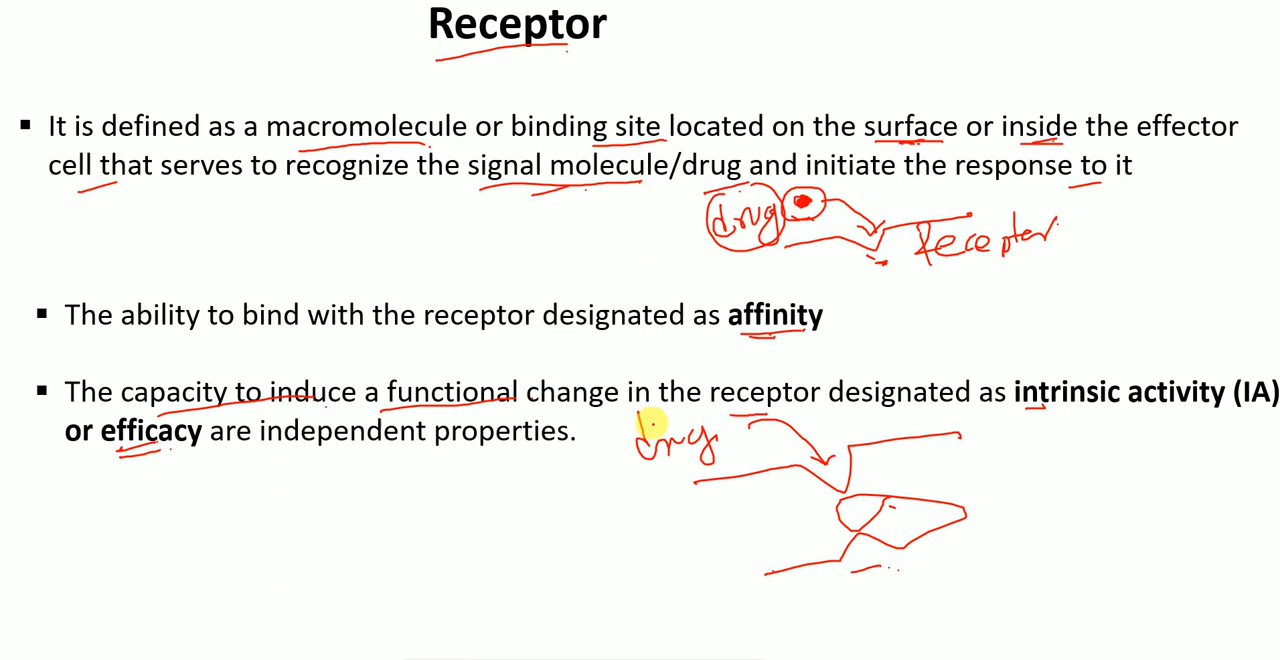 Receptor
▪ It is defined as a macromolecule or binding site located on the surface or inside the effector
cell that serves to recognize the signal molecule/drug and initiate the response to it
drug Receptor
▪ The ability to bind with the receptor designated as affinity
▪ The capacity to induce a functional change in the receptor designated as intrinsic activity (IA)
or efficacy are independent properties.
drug